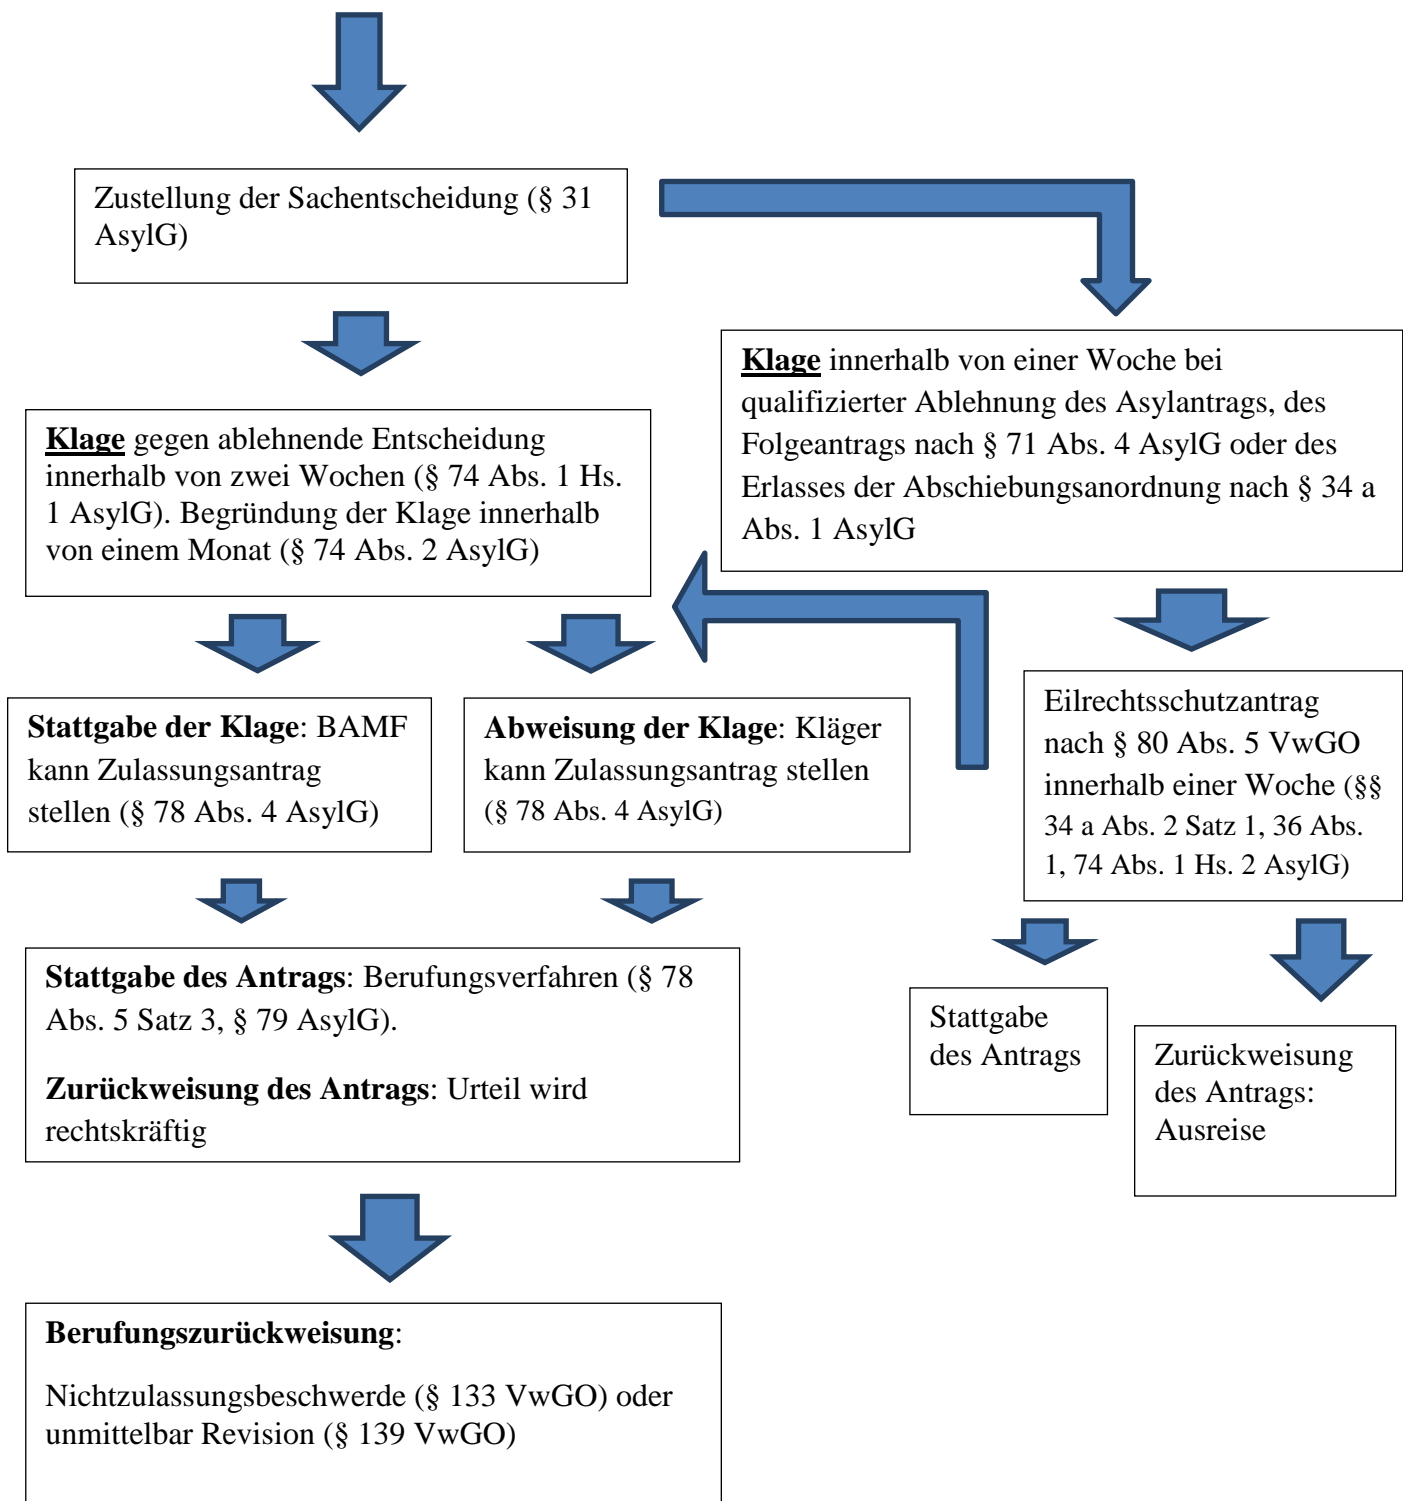 Zustellung der Sachentscheidung (§ 31
AsylG)
Klage innerhalb von einer Woche bei
qualifizierter Ablehnung des Asylantrags, des
Folgeantrags nach § 71 Abs. 4 AsylG oder des
Erlasses der Abschiebungsanordnung nach § 34 a
Abs. 1 AsylG
Klage gegen ablehnende Entscheidung
innerhalb von zwei Wochen (§ 74 Abs. 1 Hs.
1 AsylG). Begründung der Klage innerhalb
von einem Monat (§ 74 Abs. 2 AsylG)
Stattgabe der Klage: BAMF
kann Zulassungsantrag
stellen (§ 78 Abs. 4 AsylG)
Abweisung der Klage: Kläger
kann Zulassungsantrag stellen
(§ 78 Abs. 4 AsylG)
Eilrechtsschutzantrag
nach § 80 Abs. 5 VwGO
innerhalb einer Woche (§§
34 a Abs. 2 Satz 1, 36 Abs.
1, 74 Abs. 1 Hs. 2 AsylG)
Stattgabe des Antrags: Berufungsverfahren (§ 78
Abs. 5 Satz 3, § 79 AsylG).
Zurückweisung des Antrags: Urteil wird
rechtskräftig
Stattgabe
des Antrags
Zurückweisung
des Antrags:
Ausreise
Berufungszurückweisung:
Nichtzulassungsbeschwerde (§ 133 VwGO) oder
unmittelbar Revision (§ 139 VwGO)